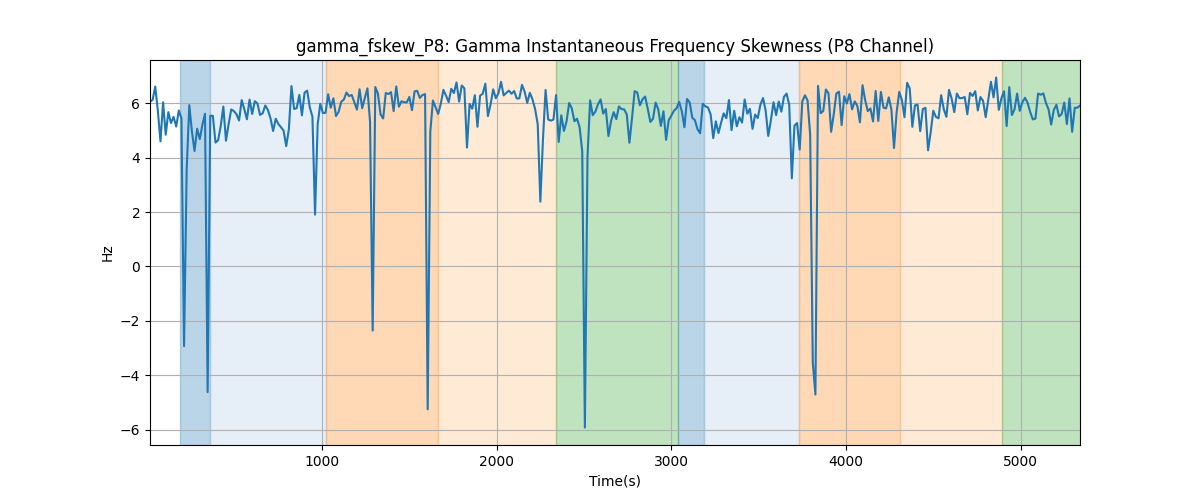 gamma_fskew_P8: Gamma Instantaneous Frequency Skewness (P8 Channel)
Hz
6
4
2
0
−2
−4
−6
1000 2000 3000 4000 5000
Time(s)